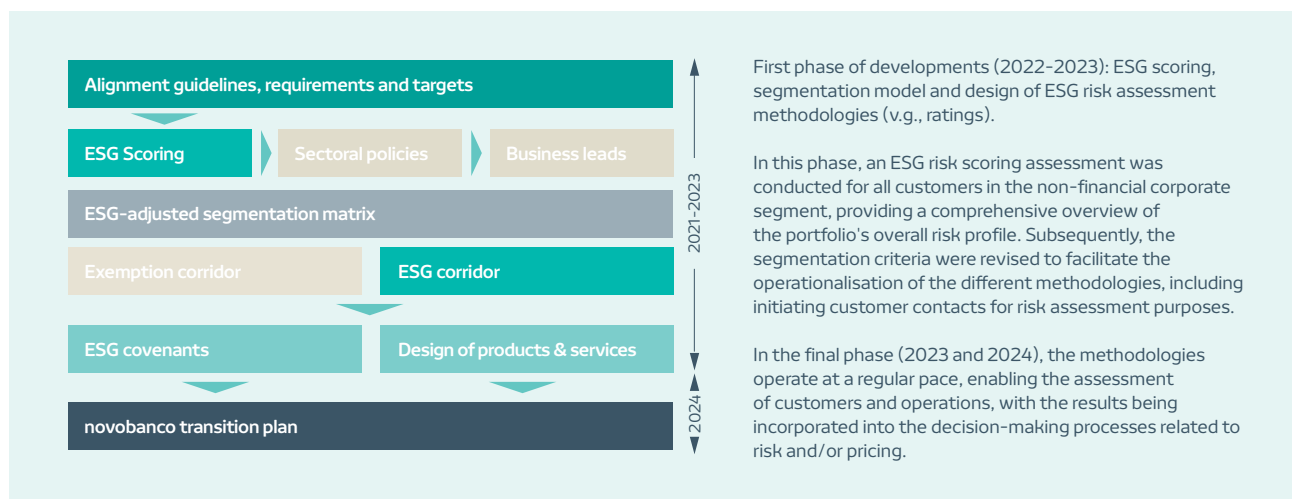 Alignment guidelines, requirements and targets
ESG Scoring
Sectoral policies
Business leads
ESG-adjusted segmentation matrix
Exemption corridor
ESG corridor
ESG covenants
Design of products & services
novobanco transition plan
2021-2023
2024
First phase of developments (2022-2023): ESG scoring,
segmentation model and design of ESG risk assessment
methodologies (v.g., ratings).
In this phase, an ESG risk scoring assessment was
conducted for all customers in the non-financial corporate
segment, providing a comprehensive overview of
the portfolio's overall risk profile. Subsequently, the
segmentation criteria were revised to facilitate the
operationalisation of the different methodologies, including
initiating customer contacts for risk assessment purposes.
In the final phase (2023 and 2024), the methodologies
operate at a regular pace, enabling the assessment
of customers and operations, with the results being
incorporated into the decision-making processes related to
risk and/or pricing.